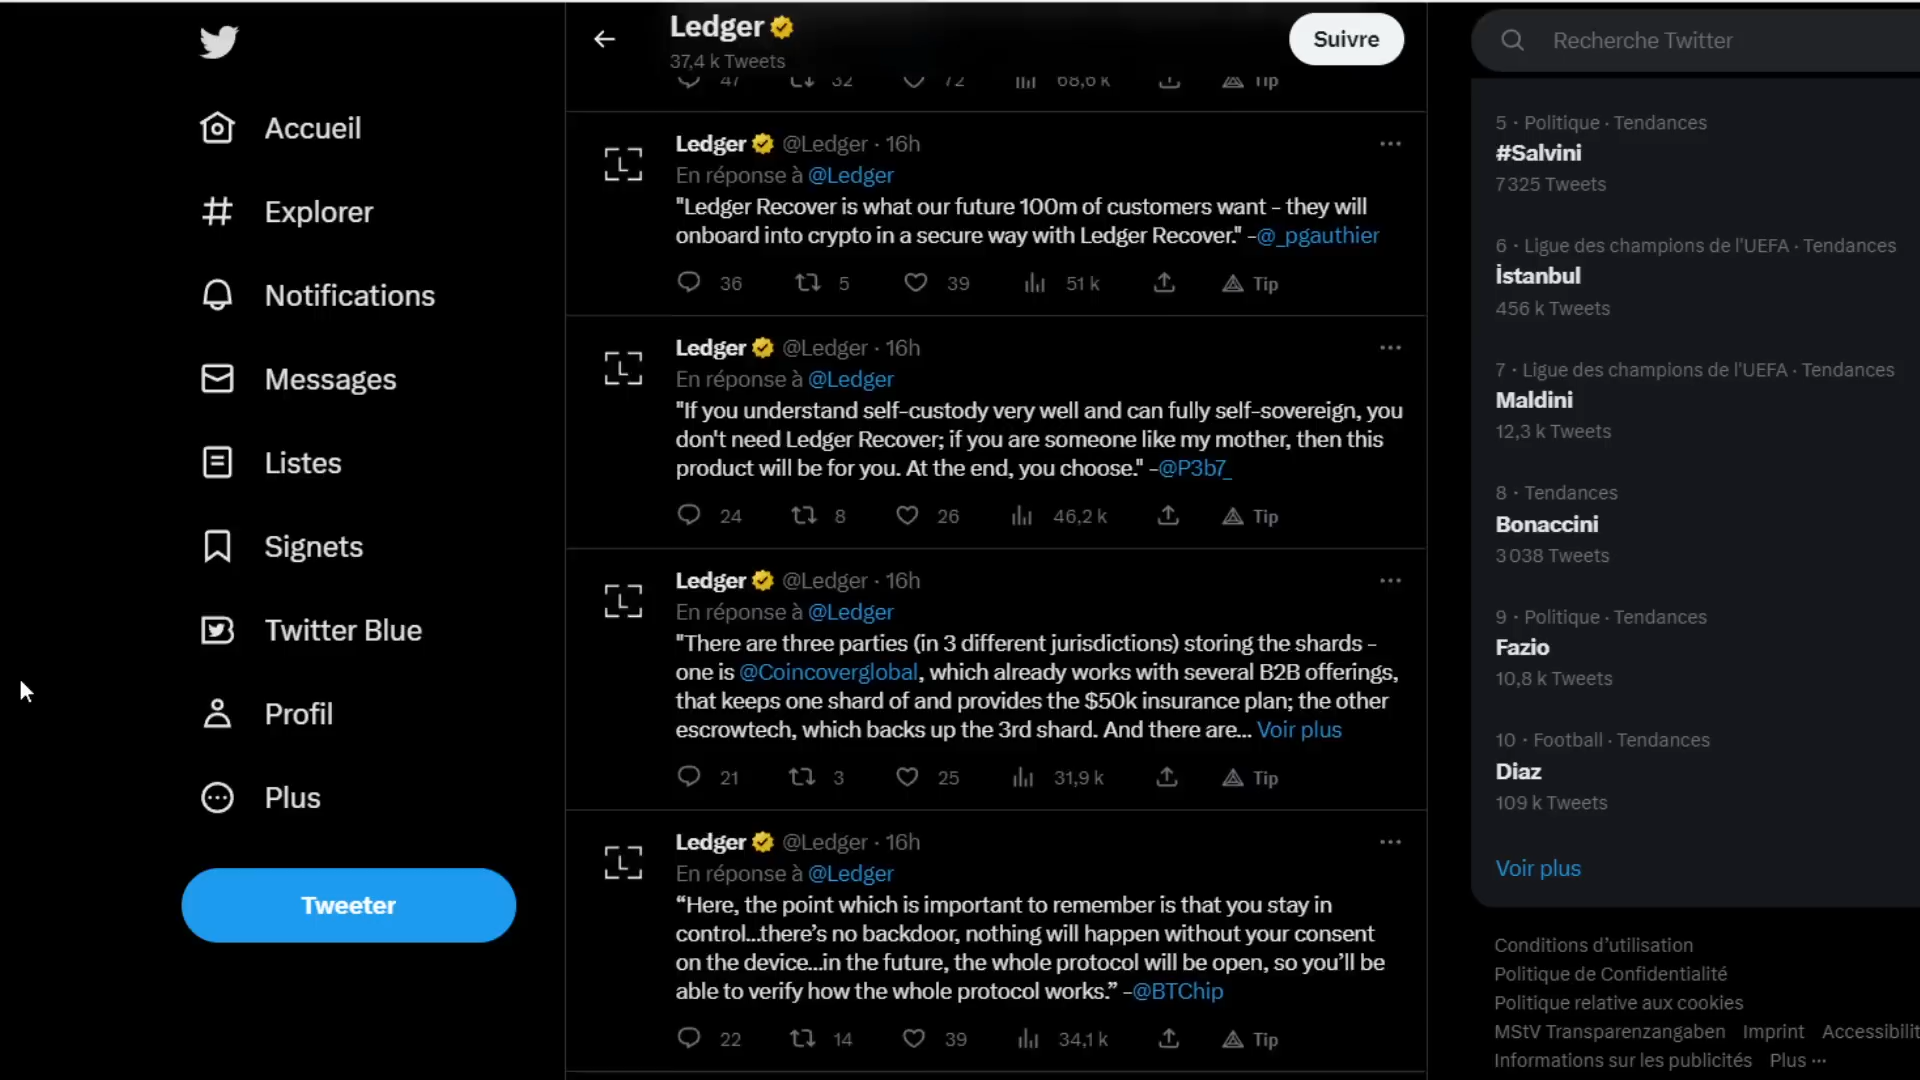 Accueil
Explorer
Notifications
Messages
Listes
Signets
Twitter Blue
Profil
Plus
Tweeter
Ledger
37,4 k Tweets
Suivre
47 32 72 68,6 k Tip
Ledger @Ledger · 16h
En réponse à @Ledger
"Ledger Recover is what our future 100m of customers want - they will
onboard into crypto in a secure way with Ledger Recover." -@_pgauthier
36 5 39 51 k Tip
Ledger @Ledger · 16h
En réponse à @Ledger
"If you understand self-custody very well and can fully self-sovereign, you
don't need Ledger Recover; if you are someone like my mother, then this
product will be for you. At the end, you choose." -@P3b7_
24 8 26 46,2 k Tip
Ledger @Ledger · 16h
En réponse à @Ledger
"There are three parties (in 3 different jurisdictions) storing the shards -
one is @Coincoverglobal, which already works with several B2B offerings,
that keeps one shard of and provides the $50k insurance plan; the other
escrowtech, which backs up the 3rd shard. And there are... Voir plus
21 3 25 31,9 k Tip
Ledger @Ledger · 16h
En réponse à @Ledger
“Here, the point which is important to remember is that you stay in
control...there’s no backdoor, nothing will happen without your consent
on the device...in the future, the whole protocol will be open, so you’ll be
able to verify how the whole protocol works.” -@BTChip
22 14 39 34,1 k Tip
Recherche Twitter
5 · Politique · Tendances
#Salvini
7 325 Tweets
6 · Ligue des champions de l'UEFA · Tendances
İstanbul
456 k Tweets
7 · Ligue des champions de l'UEFA · Tendances
Maldini
12,3 k Tweets
8 · Tendances
Bonaccini
3 038 Tweets
9 · Politique · Tendances
Fazio
10,8 k Tweets
10 · Football · Tendances
Diaz
109 k Tweets
Voir plus
Conditions d’utilisation
Politique de Confidentialité
Politique relative aux cookies
MStV Transparenzangaben Imprint Accessibilit
Informations sur les publicités Plus ···